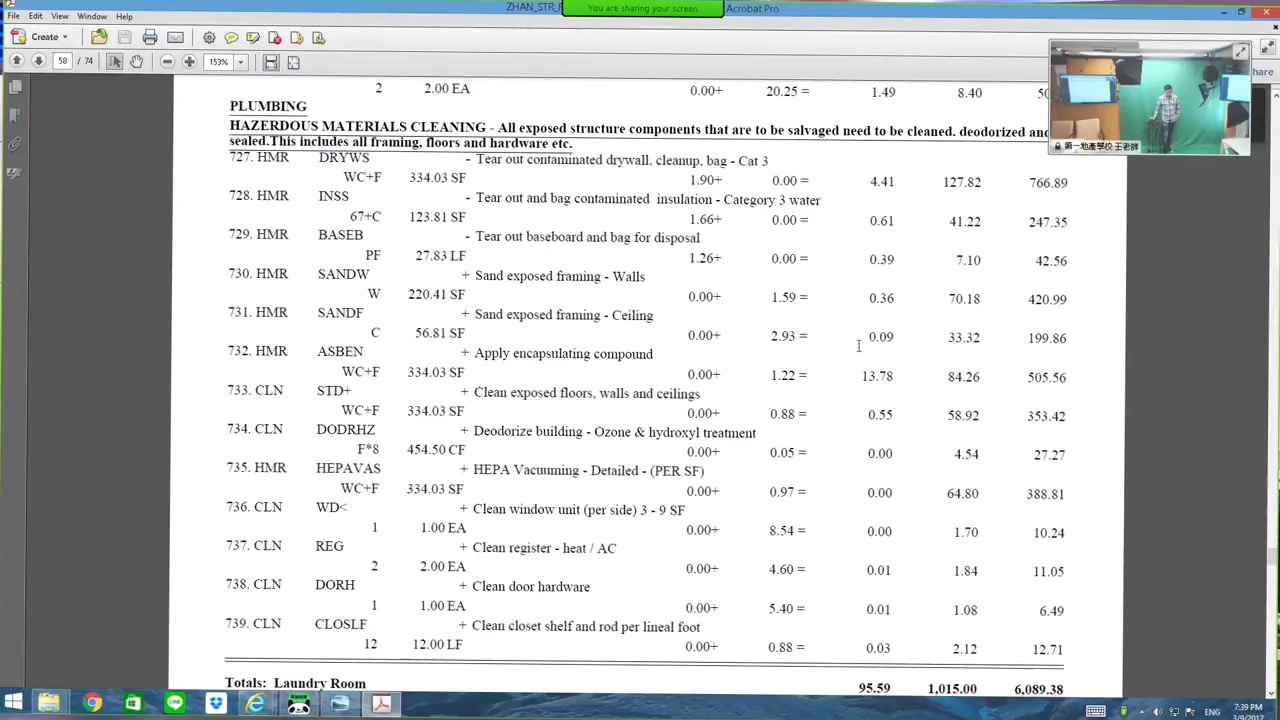 ZHAN_STR_F
You are sharing your screen.
Acrobat Pro
File Edit View Window Help
Create
58 / 74 153%
hare
第一地產學校 王老師
2 2.00 EA 0.00+ 20.25 = 1.49 8.40 50
PLUMBING
HAZERDOUS MATERIALS CLEANING - All exposed structure components that are to be salvaged need to be cleaned. deodorized and
sealed.This includes all framing, floors and hardware etc.
727. HMR DRYWS - Tear out contaminated drywall, cleanup, bag - Cat 3
WC+F 334.03 SF 1.90+ 0.00 = 4.41 127.82 766.89
728. HMR INSS - Tear out and bag contaminated insulation - Category 3 water
67+C 123.81 SF 1.66+ 0.00 = 0.61 41.22 247.35
729. HMR BASEB - Tear out baseboard and bag for disposal
PF 27.83 LF 1.26+ 0.00 = 0.39 7.10 42.56
730. HMR SANDW + Sand exposed framing - Walls
W 220.41 SF 0.00+ 1.59 = 0.36 70.18 420.99
731. HMR SANDF + Sand exposed framing - Ceiling
C 56.81 SF 0.00+ 2.93 = 0.09 33.32 199.86
732. HMR ASBEN + Apply encapsulating compound
WC+F 334.03 SF 0.00+ 1.22 = 13.78 84.26 505.56
733. CLN STD+ + Clean exposed floors, walls and ceilings
WC+F 334.03 SF 0.00+ 0.88 = 0.55 58.92 353.42
734. CLN DODRHZ + Deodorize building - Ozone & hydroxyl treatment
F*8 454.50 CF 0.00+ 0.05 = 0.00 4.54 27.27
735. HMR HEPAVAS + HEPA Vacuuming - Detailed - (PER SF)
WC+F 334.03 SF 0.00+ 0.97 = 0.00 64.80 388.81
736. CLN WD< + Clean window unit (per side) 3 - 9 SF
1 1.00 EA 0.00+ 8.54 = 0.00 1.70 10.24
737. CLN REG + Clean register - heat / AC
2 2.00 EA 0.00+ 4.60 = 0.01 1.84 11.05
738. CLN DORH + Clean door hardware
1 1.00 EA 0.00+ 5.40 = 0.01 1.08 6.49
739. CLN CLOSLF + Clean closet shelf and rod per lineal foot
12 12.00 LF 0.00+ 0.88 = 0.03 2.12 12.71
Totals: Laundry Room 95.59 1,015.00 6,089.38
ENG
7:39 PM
3/9/2017